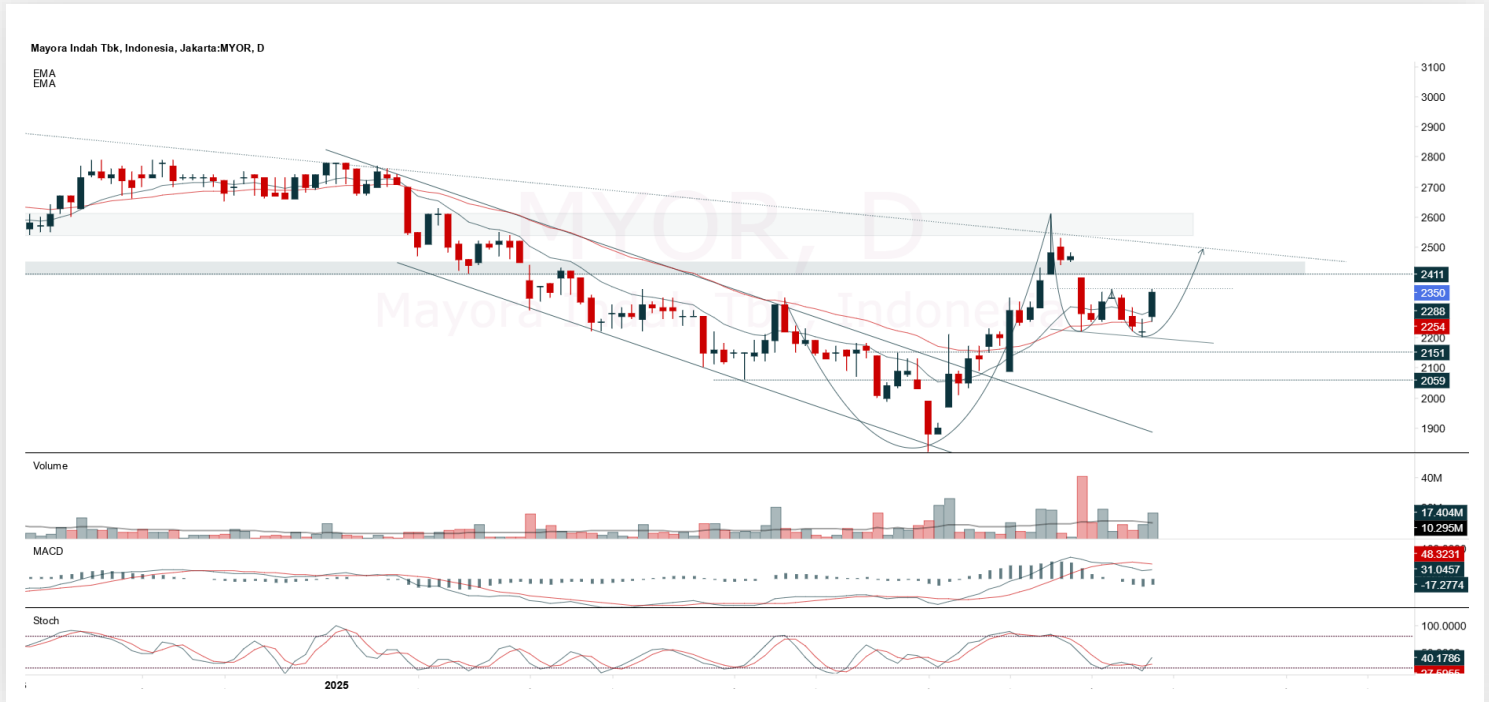 Mayora Indah Tbk, Indonesia, Jakarta:MYOR, D
EMA
EMA
MYOR, D
Mayora Indah Tbk, Indonesia
3100
3000
2900
2800
2700
2600
2500
2411
2350
2288
2254
2200
2151
2100
2059
2000
1900
Volume
40M
17.404M
10.295M
MACD
48.3231
31.0457
-17.2774
Stoch
100.0000
40.1786
2025